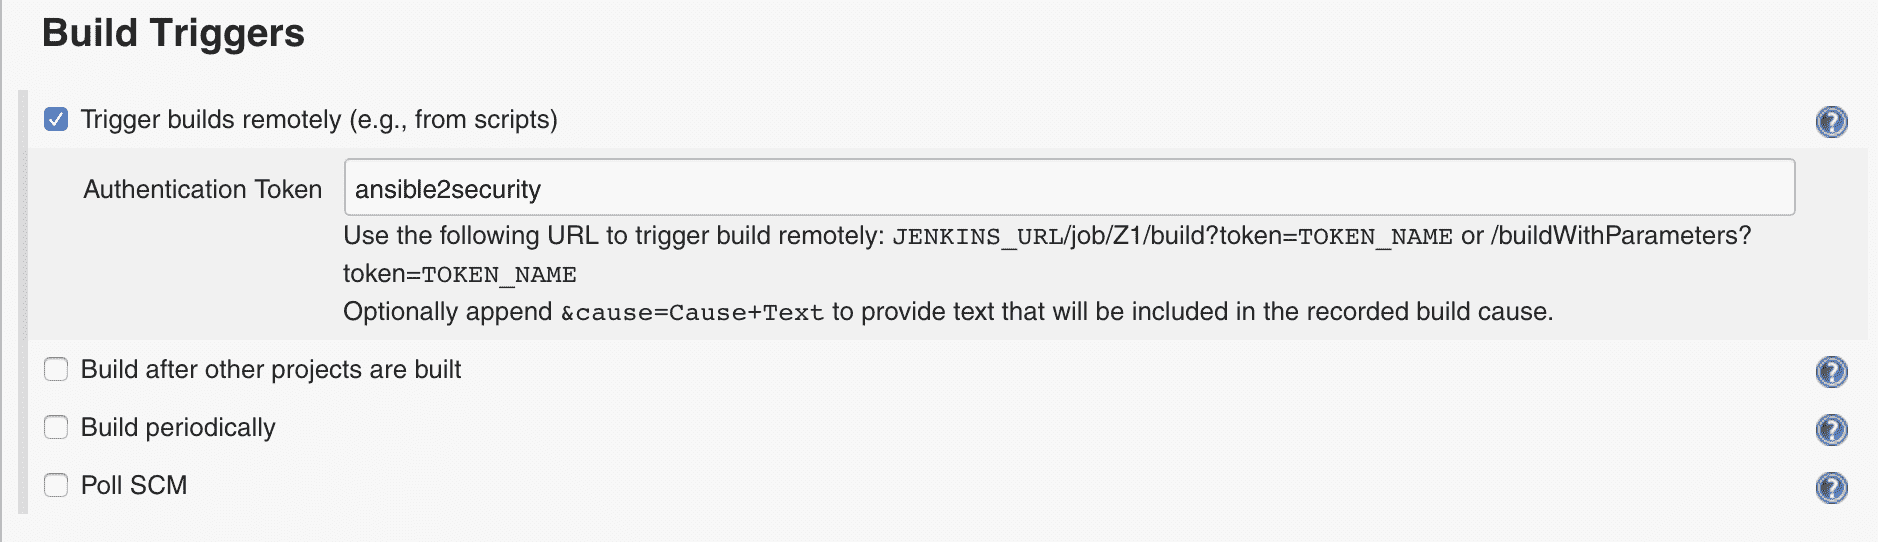 Build Triggers
Trigger builds remotely (e.g., from scripts)
Authentication Token ansible2security
Use the following URL to trigger build remotely: JENKINS_URL/job/Z1/build?token=TOKEN_NAME or /buildWithParameters?
token=TOKEN_NAME
Optionally append &cause=Cause+Text to provide text that will be included in the recorded build cause.
Build after other projects are built
Build periodically
Poll SCM